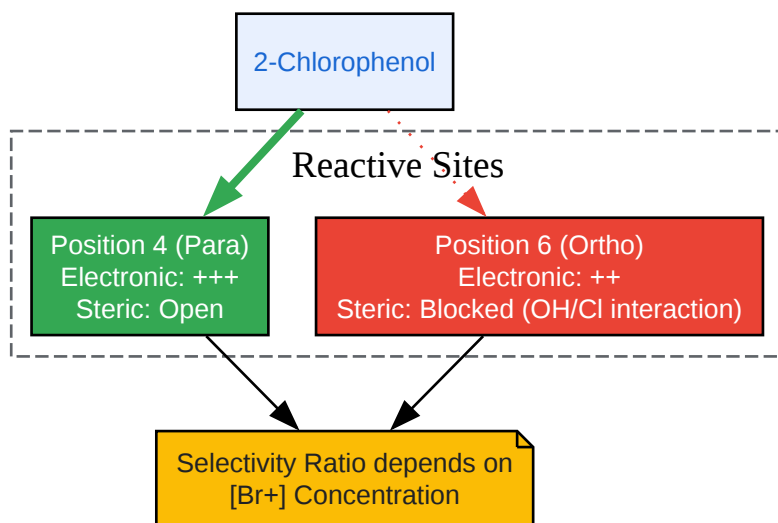 2-Chlorophenol
Reactive Sites
Position 4 (Para)
Electronic: +++
Steric: Open
Position 6 (Ortho)
Electronic: ++
Steric: Blocked (OH/Cl interaction)
Selectivity Ratio depends on
[Br+] Concentration